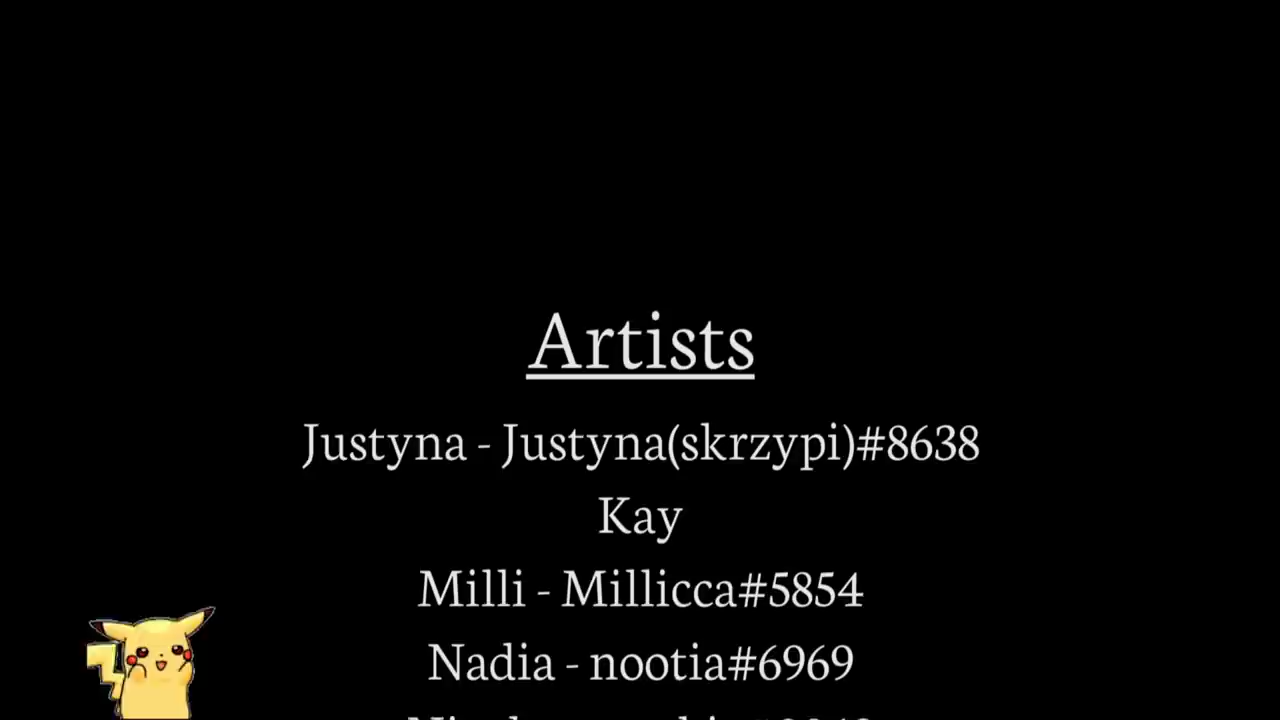 Artists
Justyna - Justyna(skrzypi)#8638
Kay
Milli - Millicca#5854
Nadia - nootia#6969